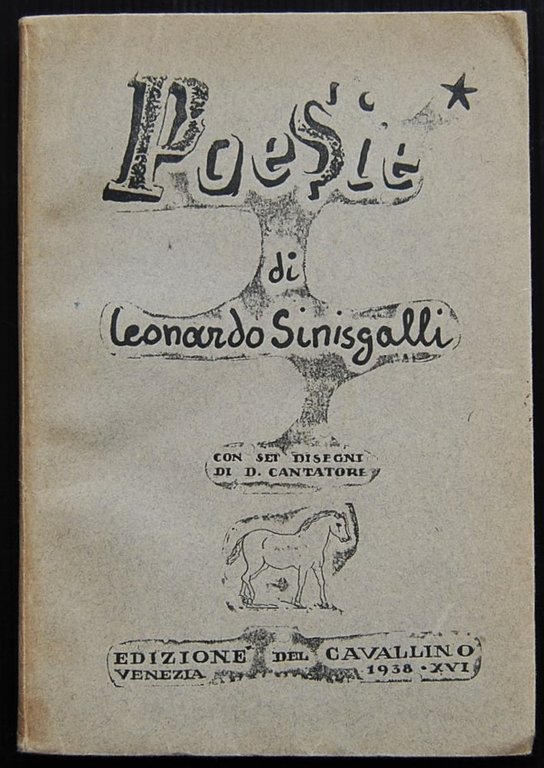 Poesie
di
Leonardo Sinisgalli
CON SEI DISEGNI
DI D. CANTATORE
EDIZIONE DEL CAVALLINO
VENEZIA 1938 • XVI